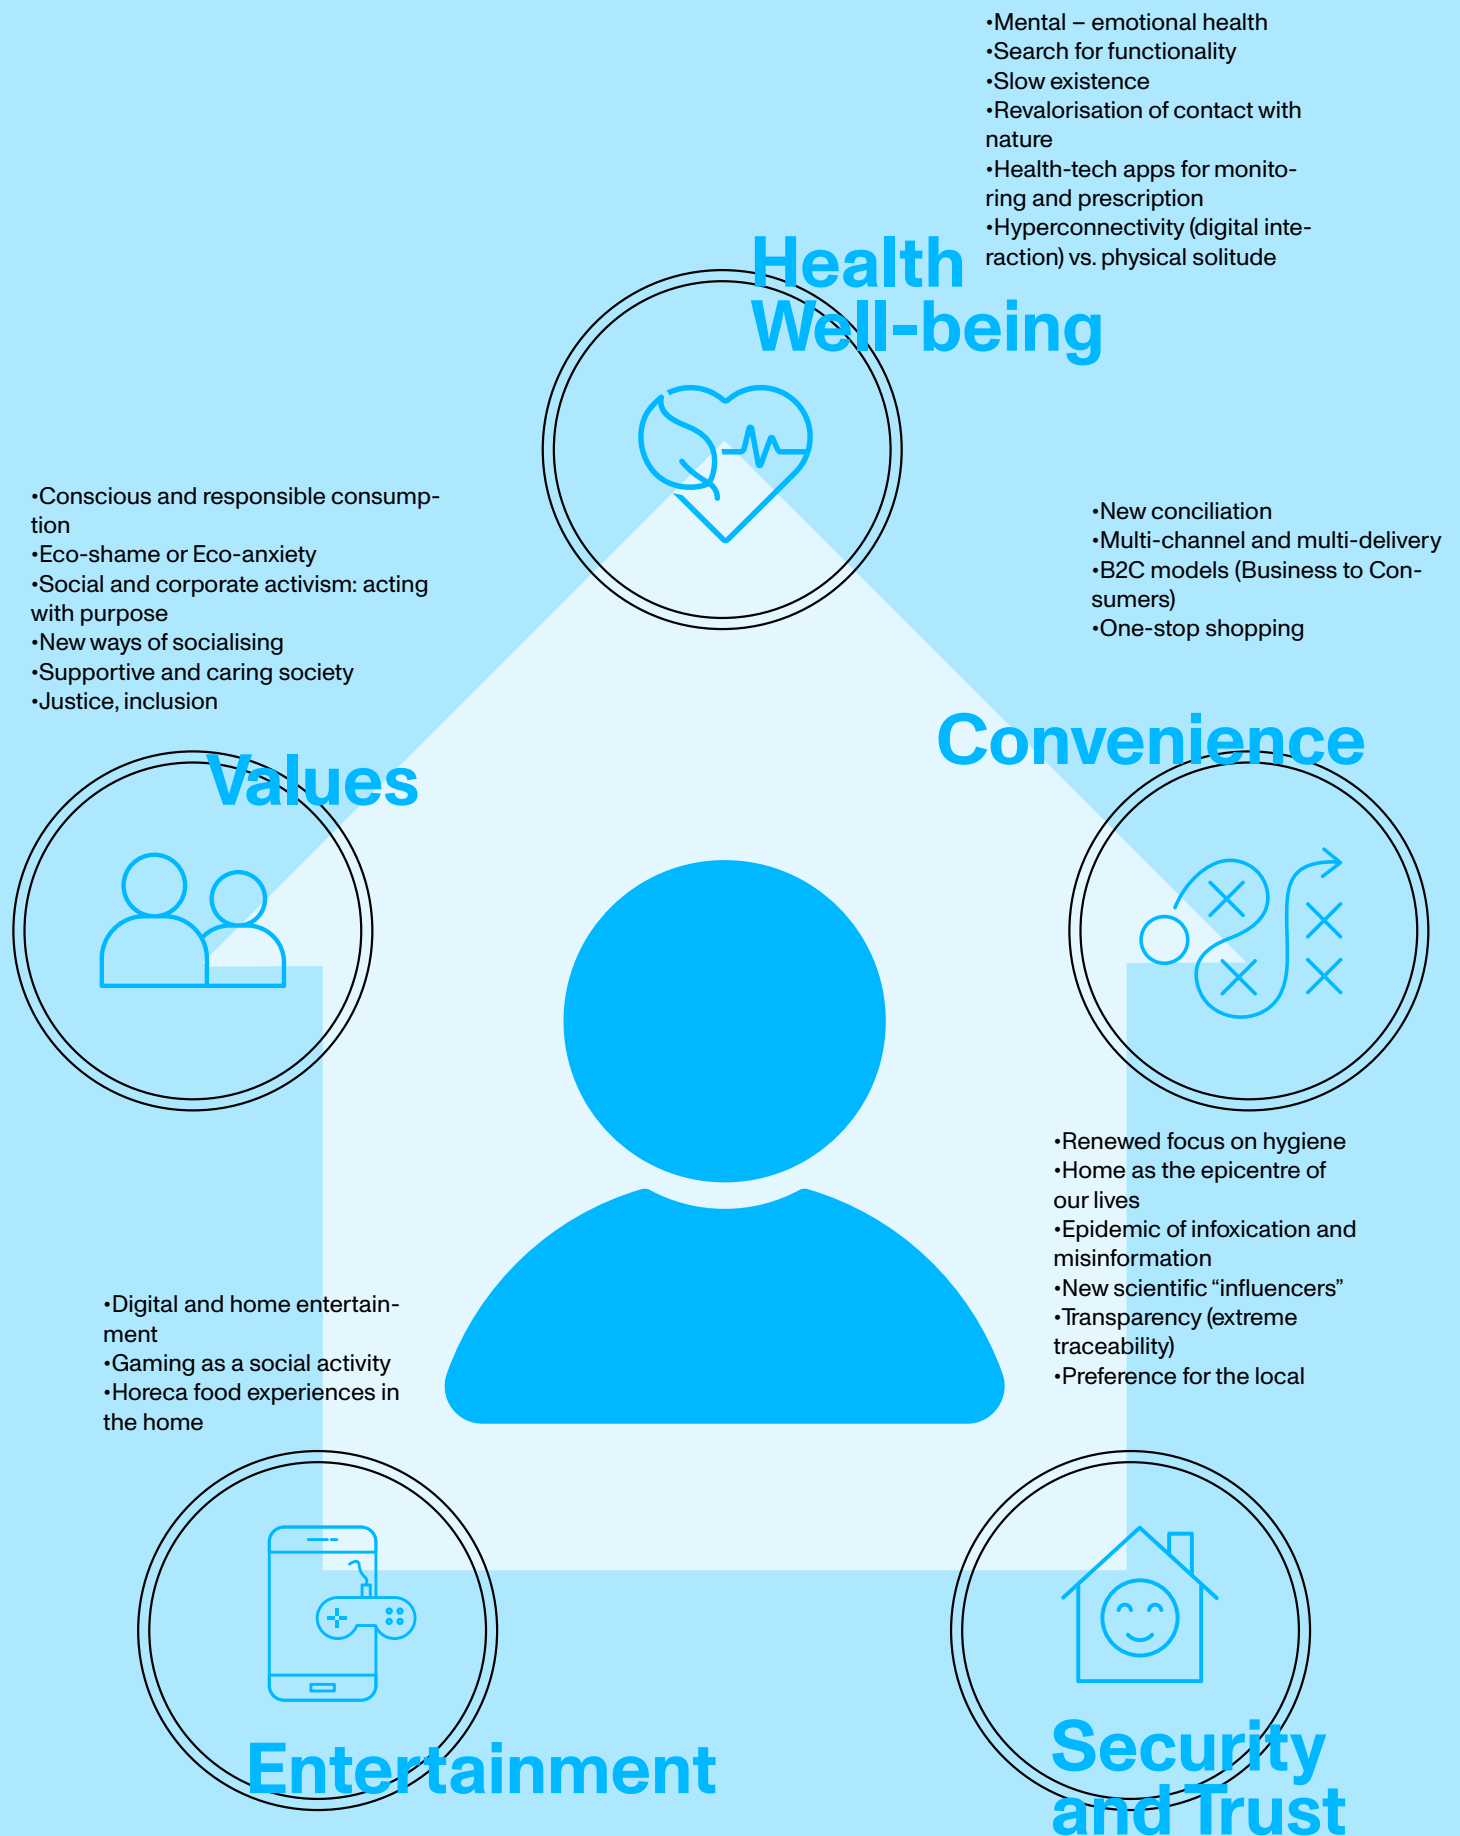 •Mental – emotional health
•Search for functionality
•Slow existence
•Revalorisation of contact with
nature
•Health-tech apps for monito-
ring and prescription
•Hyperconnectivity (digital inte-
raction) vs. physical solitude
Health
Well-being
•Conscious and responsible consump-
tion
•Eco-shame or Eco-anxiety
•Social and corporate activism: acting
with purpose
•New ways of socialising
•Supportive and caring society
•Justice, inclusion
Values
•New conciliation
•Multi-channel and multi-delivery
•B2C models (Business to Con-
sumers)
•One-stop shopping
Convenience
•Digital and home entertain-
ment
•Gaming as a social activity
•Horeca food experiences in
the home
Entertainment
•Renewed focus on hygiene
•Home as the epicentre of
our lives
•Epidemic of infoxication and
misinformation
•New scientific “influencers”
•Transparency (extreme
traceability)
•Preference for the local
Security
and Trust